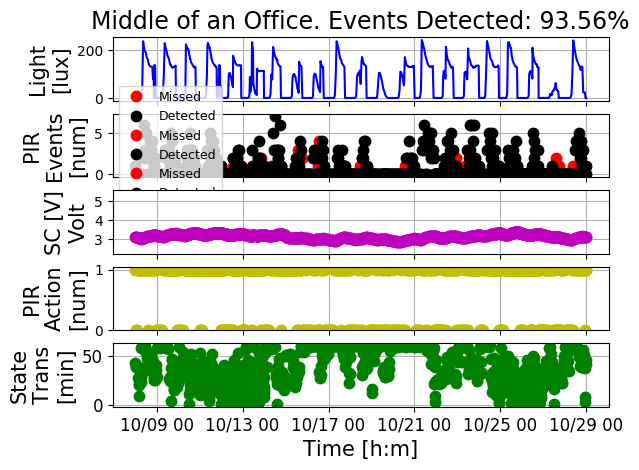 Middle of an Office. Events Detected: 93.56%
Light
[lux]
200
0
Missed
Detected
Missed
Detected
Missed
Detected
PIR
Events
[num]
5
0
SC [V]
Volt
5
4
3
PIR
Action
[num]
1
0
State
Trans
[min]
50
0
10/09 00 10/13 00 10/17 00 10/21 00 10/25 00 10/29 00
Time [h:m]